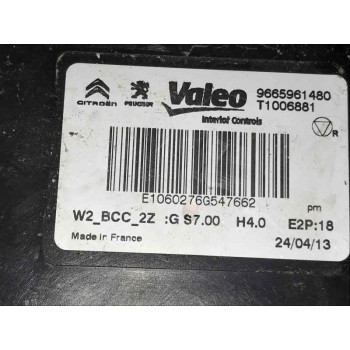 CITROËN PEUGEOT Valeo 9665961480
T1006881
Interior Controls
R
E1060276G547662
pm
W2_BCC_2Z :G S7.00 H4.0 E2P:18
Made in France 24/04/13